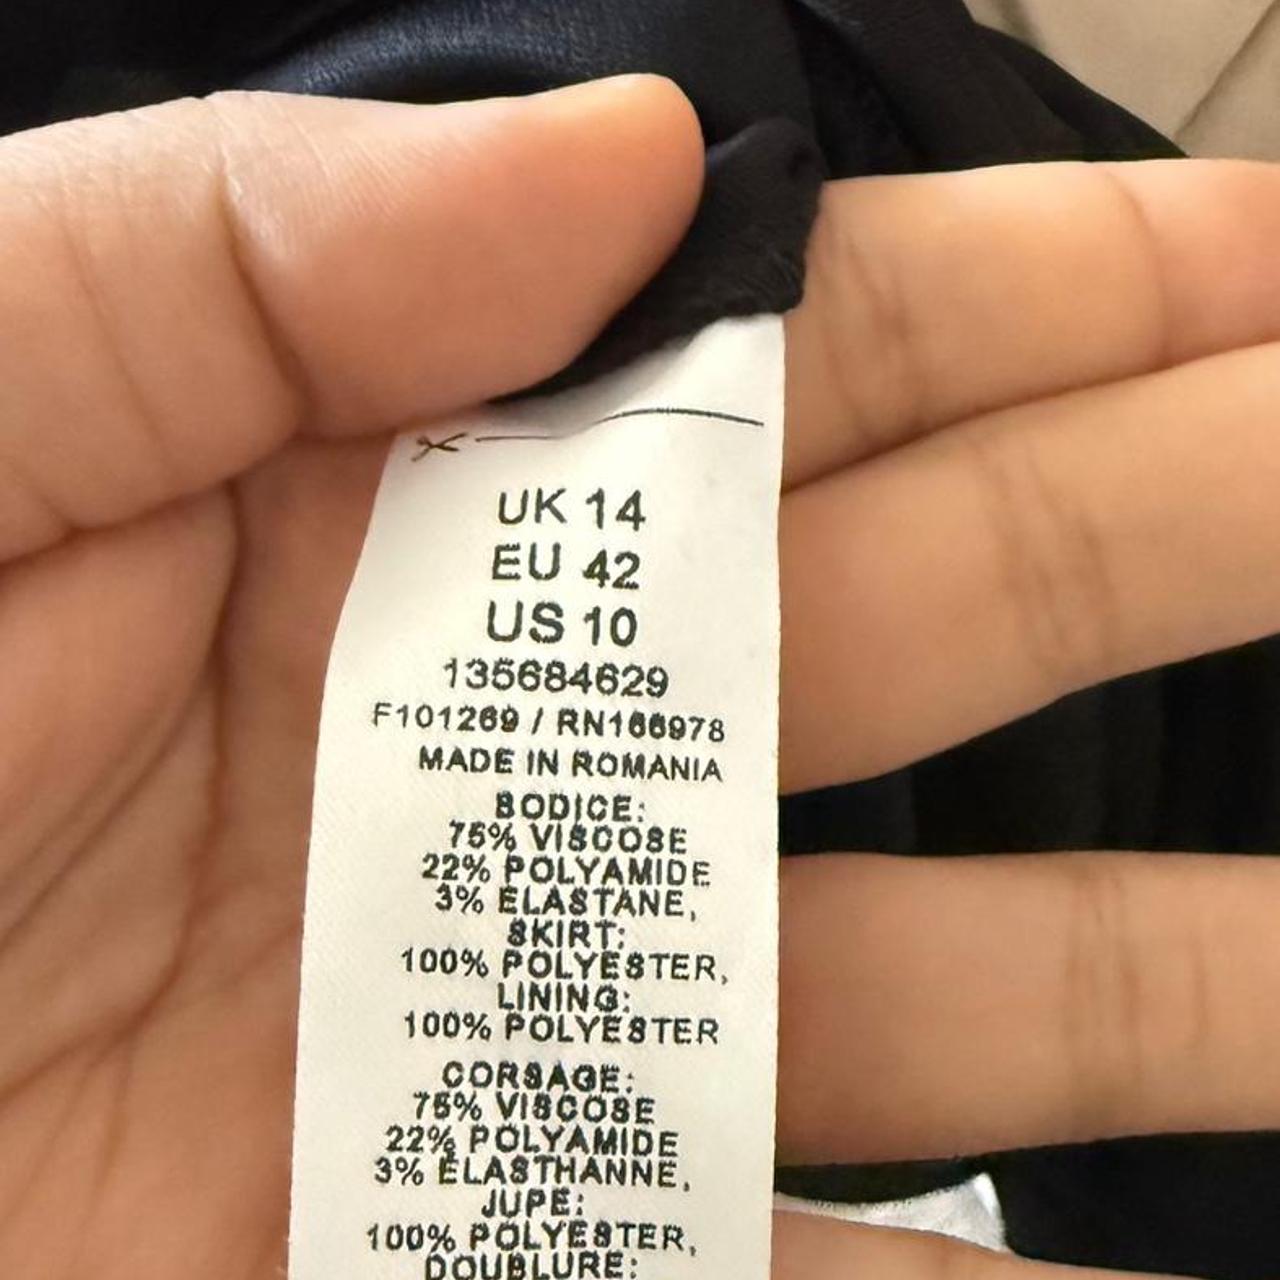 UK 14
EU 42
US 10
135684629
F101269 / RN166978
MADE IN ROMANIA
BODICE:
75% VISCOSE
22% POLYAMIDE
3% ELASTANE,
SKIRT:
100% POLYESTER,
LINING:
100% POLYESTER
CORSAGE:
75% VISCOSE
22% POLYAMIDE
3% ÉLASTHANNE,
JUPE:
100% POLYESTER,
DOUBLURE: